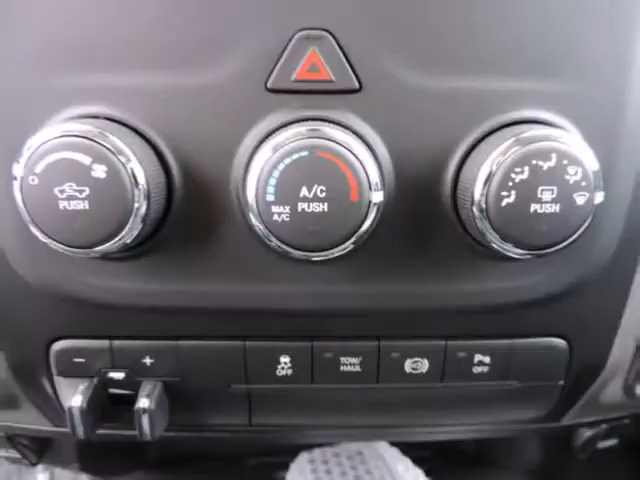 O
PUSH
A/C
PUSH
MAX
A/C
PUSH
- +
OFF
TOW/
HAUL
OFF